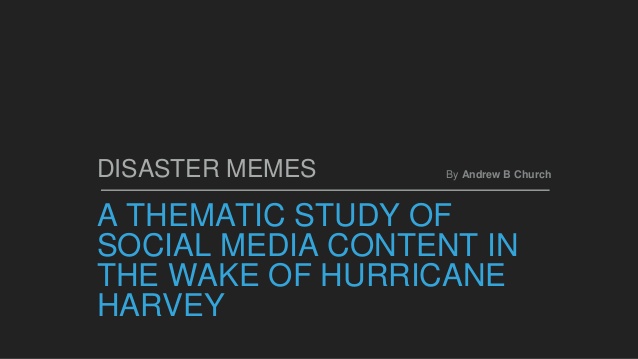 DISASTER MEMES
By Andrew B Church
A THEMATIC STUDY OF
SOCIAL MEDIA CONTENT IN
THE WAKE OF HURRICANE
HARVEY